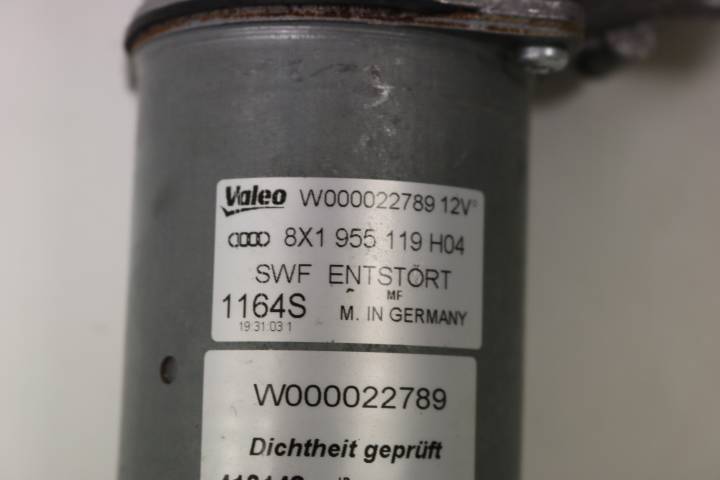 Valeo W000022789 12V
8X1 955 119 H04
SWF ENTSTÖRT
MF
1164S M. IN GERMANY
19:31:03 1
W000022789
Dichtheit geprüft